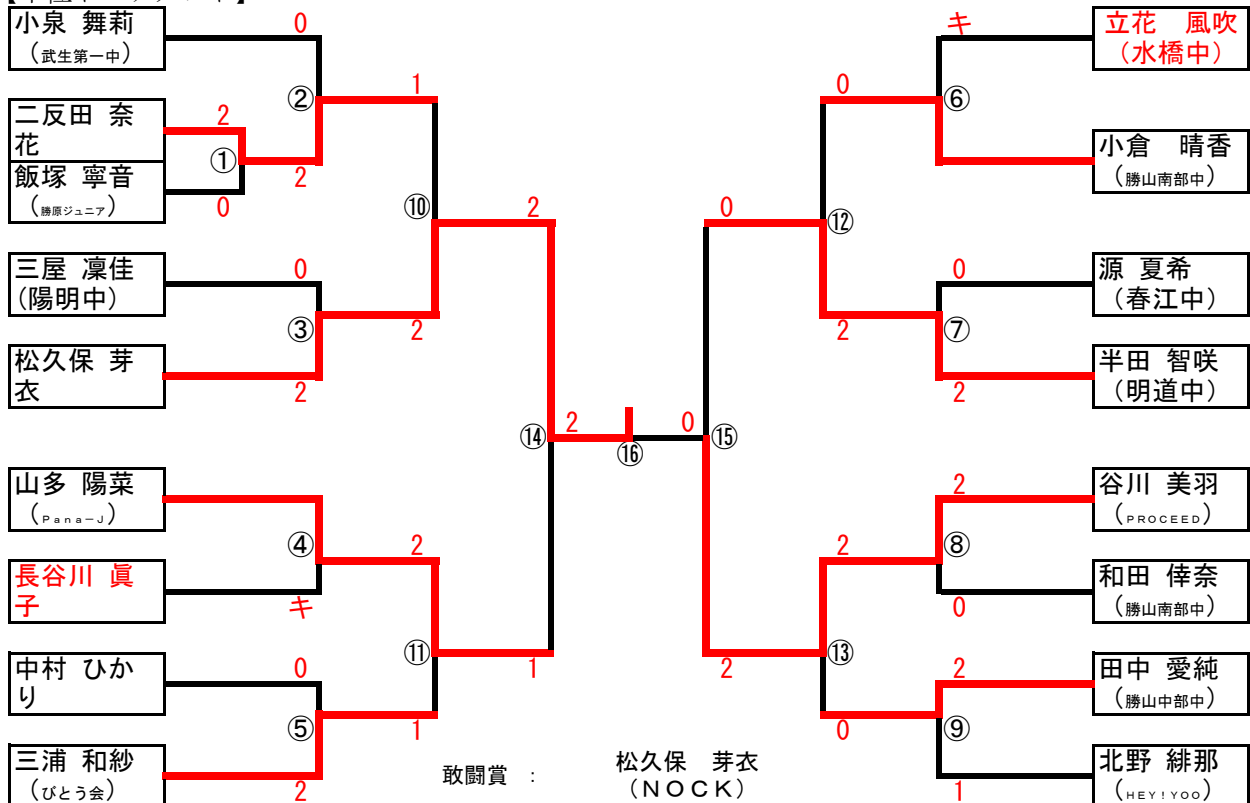 小泉 舞莉
（武生第一中）
0
②
1
二反田 奈
花
2
①
2
飯塚 寧音
（勝原ジュニア）
0
⑩
2
三屋 凜佳
(陽明中)
0
③
2
松久保 芽
衣
2
⑭
2
⑯
山多 陽菜
（Ｐａｎａ－Ｊ）
④
2
長谷川 眞
子
キ
⑪
1
中村 ひか
り
0
⑤
1
三浦 和紗
（びとう会）
2
立花 風吹
（水橋中）
キ
⑥
0
小倉 晴香
（勝山南部中）
0
⑫
源 夏希
（春江中）
0
⑦
2
半田 智咲
（明道中）
2
0
⑮
谷川 美羽
（ＰＲＯＣＥＥＤ）
2
⑧
2
和田 倖奈
（勝山南部中）
0
⑬
2
田中 愛純
（勝山中部中）
2
⑨
0
北野 緋那
（ＨＥＹ！ＹＯＯ）
1
敢闘賞 ： 松久保 芽衣
（ＮＯＣＫ）